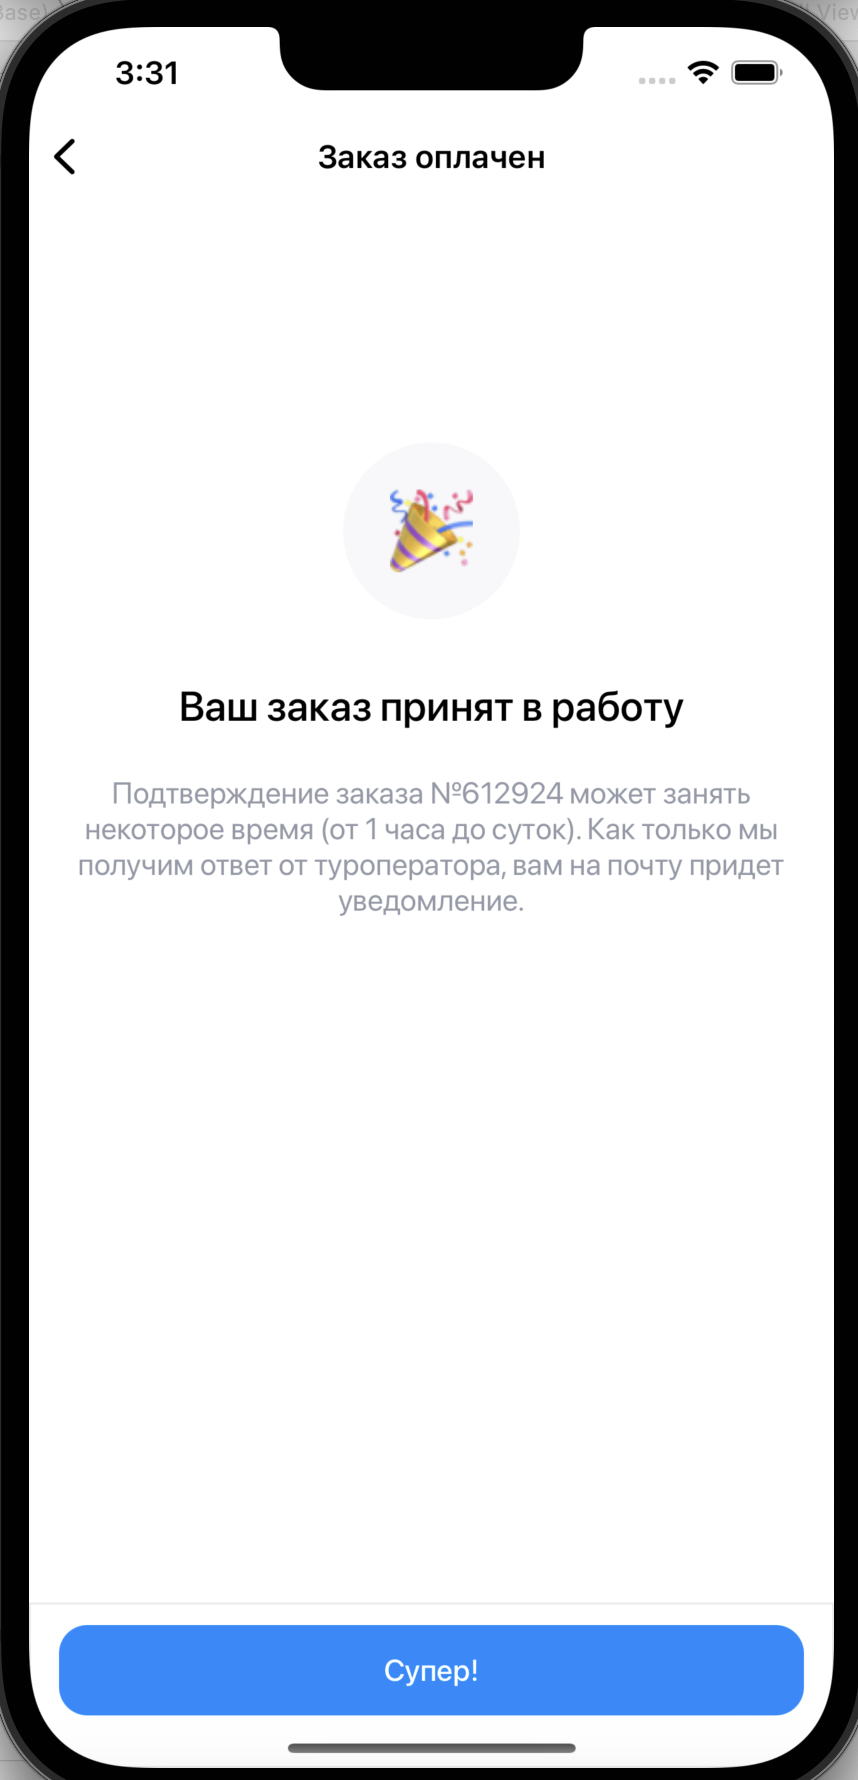 3:31
Заказ оплачен
Ваш заказ принят в работу
Подтверждение заказа №612924 может занять
некоторое время (от 1 часа до суток). Как только мы
получим ответ от туроператора, вам на почту придет
уведомление.
Супер!